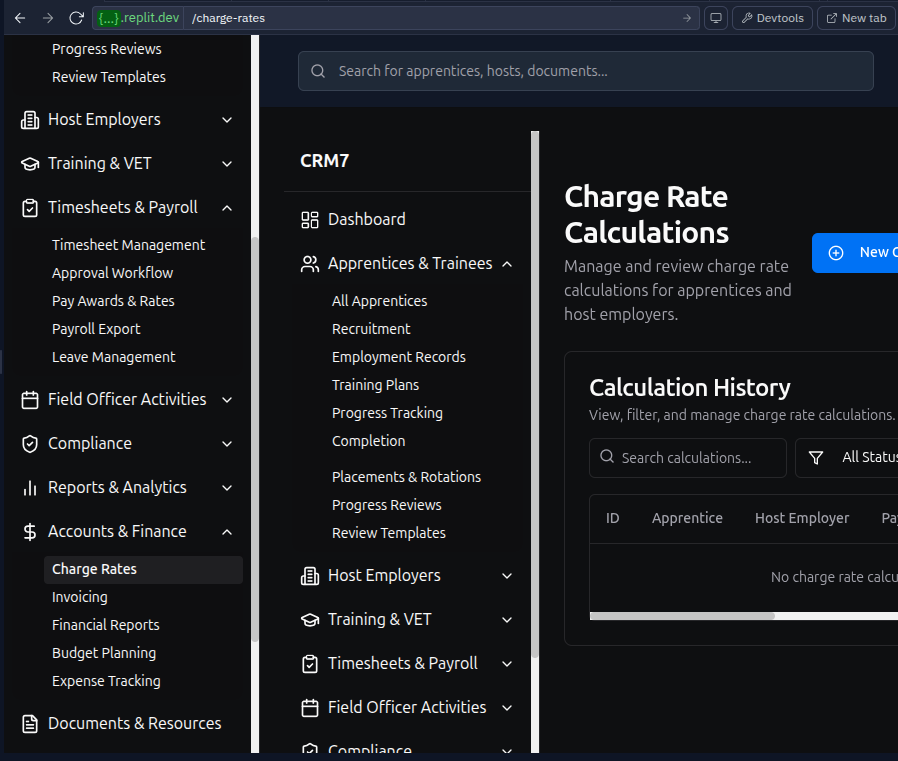 {...}.replit.dev /charge-rates
Devtools
New tab
Progress Reviews
Review Templates
Host Employers
Training & VET
Timesheets & Payroll
Timesheet Management
Approval Workflow
Pay Awards & Rates
Payroll Export
Leave Management
Field Officer Activities
Compliance
Reports & Analytics
Accounts & Finance
Charge Rates
Invoicing
Financial Reports
Budget Planning
Expense Tracking
Documents & Resources
Search for apprentices, hosts, documents...
CRM7
Dashboard
Apprentices & Trainees
All Apprentices
Recruitment
Employment Records
Training Plans
Progress Tracking
Completion
Placements & Rotations
Progress Reviews
Review Templates
Host Employers
Training & VET
Timesheets & Payroll
Field Officer Activities
Compliance
Charge Rate
Calculations
Manage and review charge rate
calculations for apprentices and
host employers.
New
Calculation History
View, filter, and manage charge rate calculations.
Search calculations...
All Status
ID Apprentice Host Employer Pa
No charge rate calcu